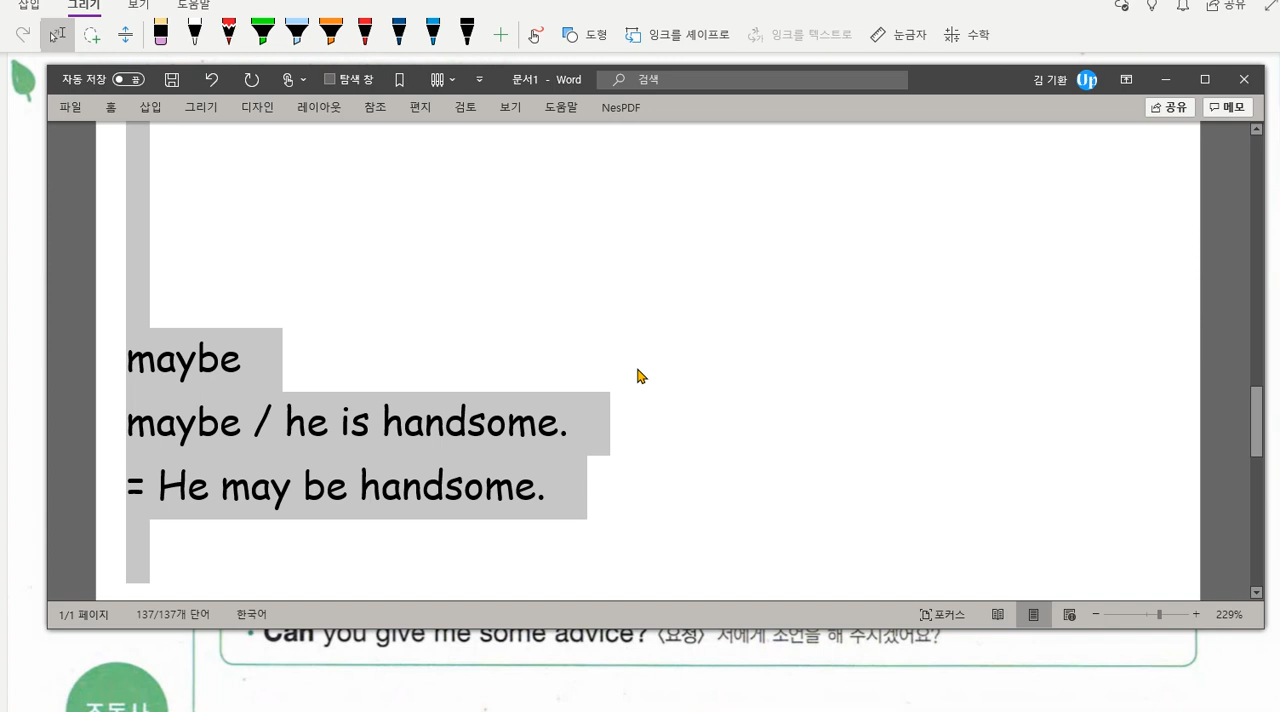 삽입 그리기 보기 도움말 공유
도형 잉크를 셰이프로 잉크를 텍스트로 눈금자 수학
자동 저장 끔 탐색 창 문서1 - Word 검색 김 기환
파일 홈 삽입 그리기 디자인 레이아웃 참조 편지 검토 보기 도움말 NesPDF 공유 메모
maybe
maybe / he is handsome.
= He may be handsome.
1/1 페이지 137/137개 단어 한국어 포커스 229%
• Can you give me some advice? 〈요청〉 저에게 조언을 해 주시겠어요?
조동사